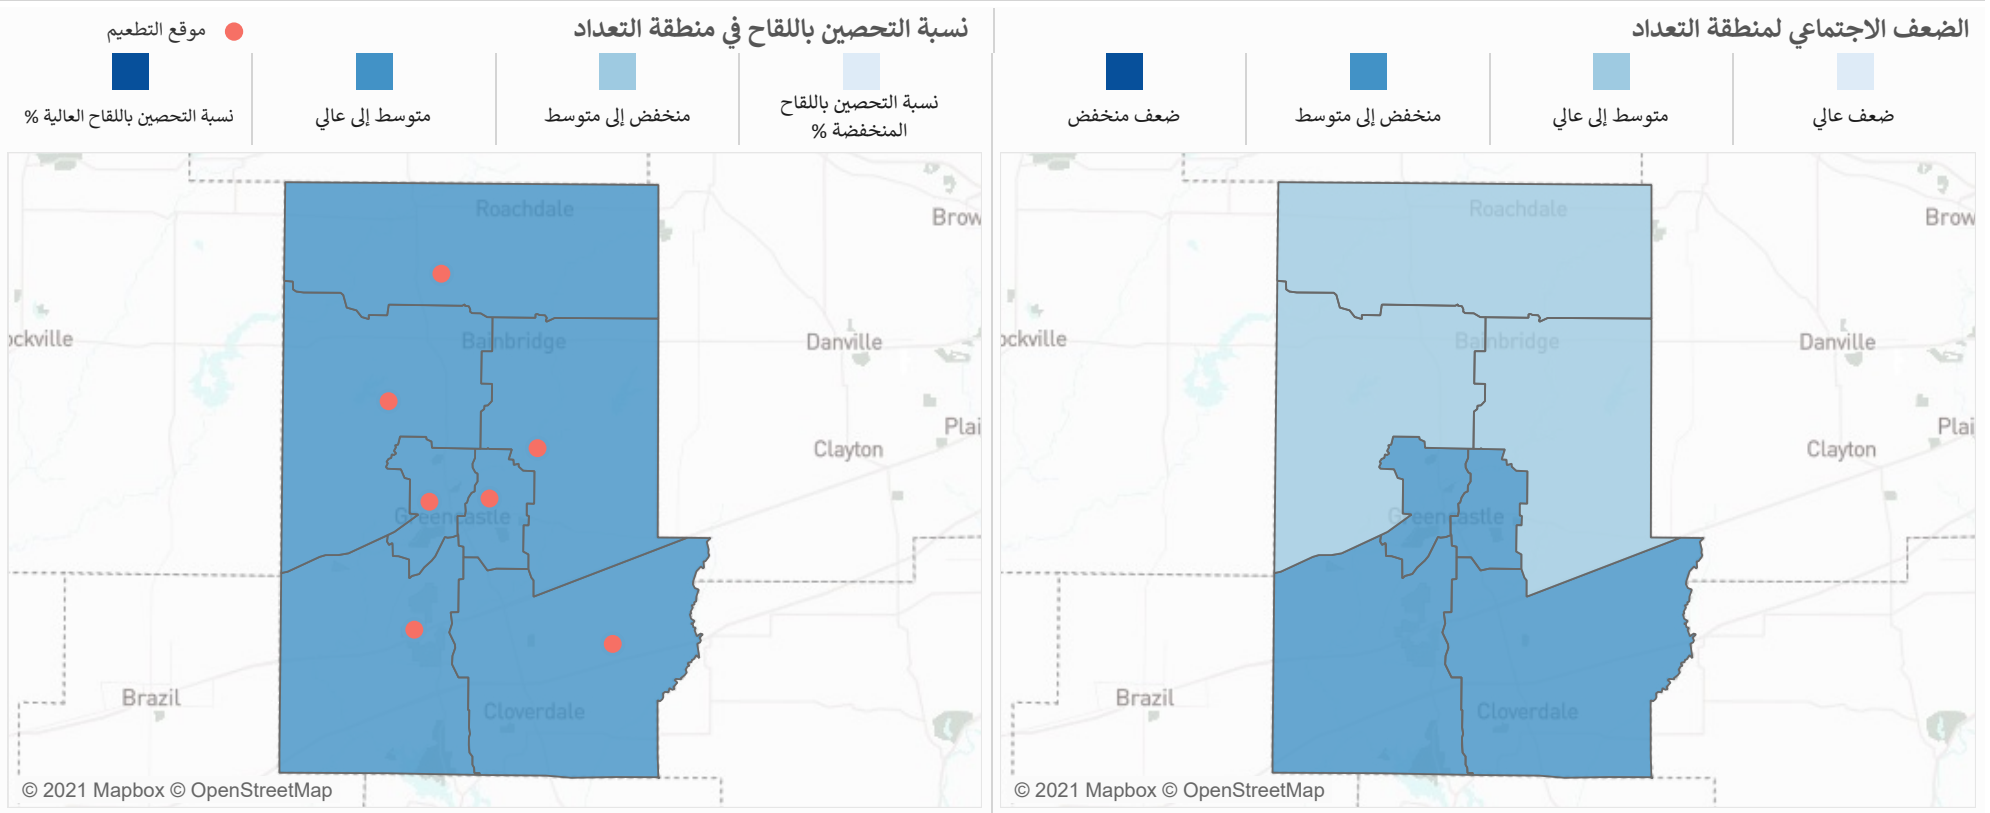 الضعف الاجتماعي لمنطقة التعداد
ضعف عالي
متوسط إلى عالي
منخفض إلى متوسط
ضعف منخفض
Roachdale
Brow
Bainbridge
ockville
Danville
Plai
Clayton
Greencastle
Brazil
Cloverdale
© 2021 Mapbox © OpenStreetMap
نسبة التحصين باللقاح في منطقة التعداد
موقع التطعيم
نسبة التحصين باللقاح
المنخفضة %
منخفض إلى متوسط
متوسط إلى عالي
نسبة التحصين باللقاح العالية %
Roachdale
Brow
Bainbridge
ockville
Danville
Plai
Clayton
Greencastle
Brazil
Cloverdale
© 2021 Mapbox © OpenStreetMap